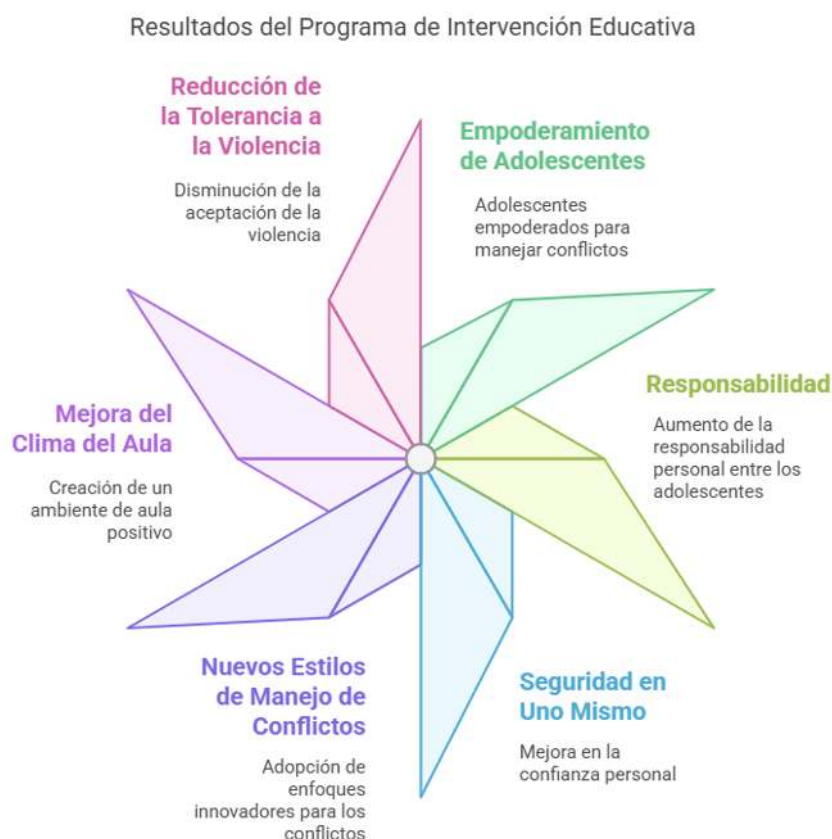 Resultados del Programa de Intervención Educativa
Reducción de
la Tolerancia a
la Violencia
Disminución de la
aceptación de la
violencia
Empoderamiento
de Adolescentes
Adolescentes
empoderados para
manejar conflictos
Responsabilidad
Aumento de la
responsabilidad
personal entre los
adolescentes
Mejora del
Clima del Aula
Creación de un
ambiente de aula
positivo
Nuevos Estilos
de Manejo de
Conflictos
Adopción de
enfoques
innovadores para los
conflictos
Seguridad en
Uno Mismo
Mejora en la
confianza personal